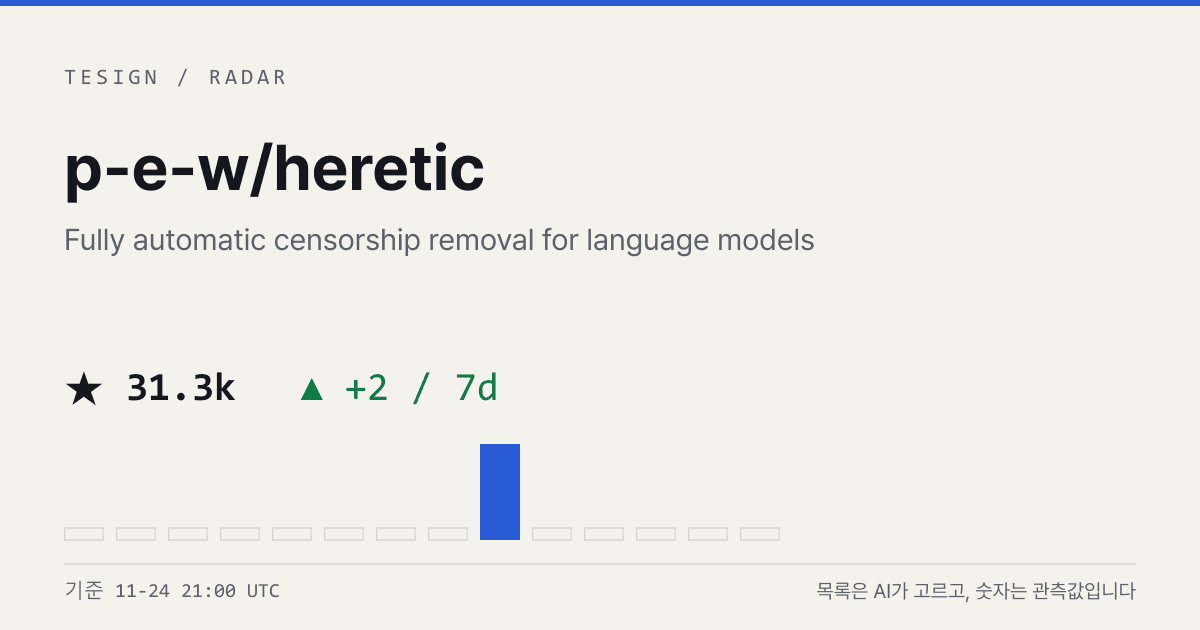 TESIGN / RADAR
p-e-w/heretic
Fully automatic censorship removal for language models
★ 31.3k ▲ +2 / 7d
기준 11-24 21:00 UTC
목록은 AI가 고르고, 숫자는 관측값입니다